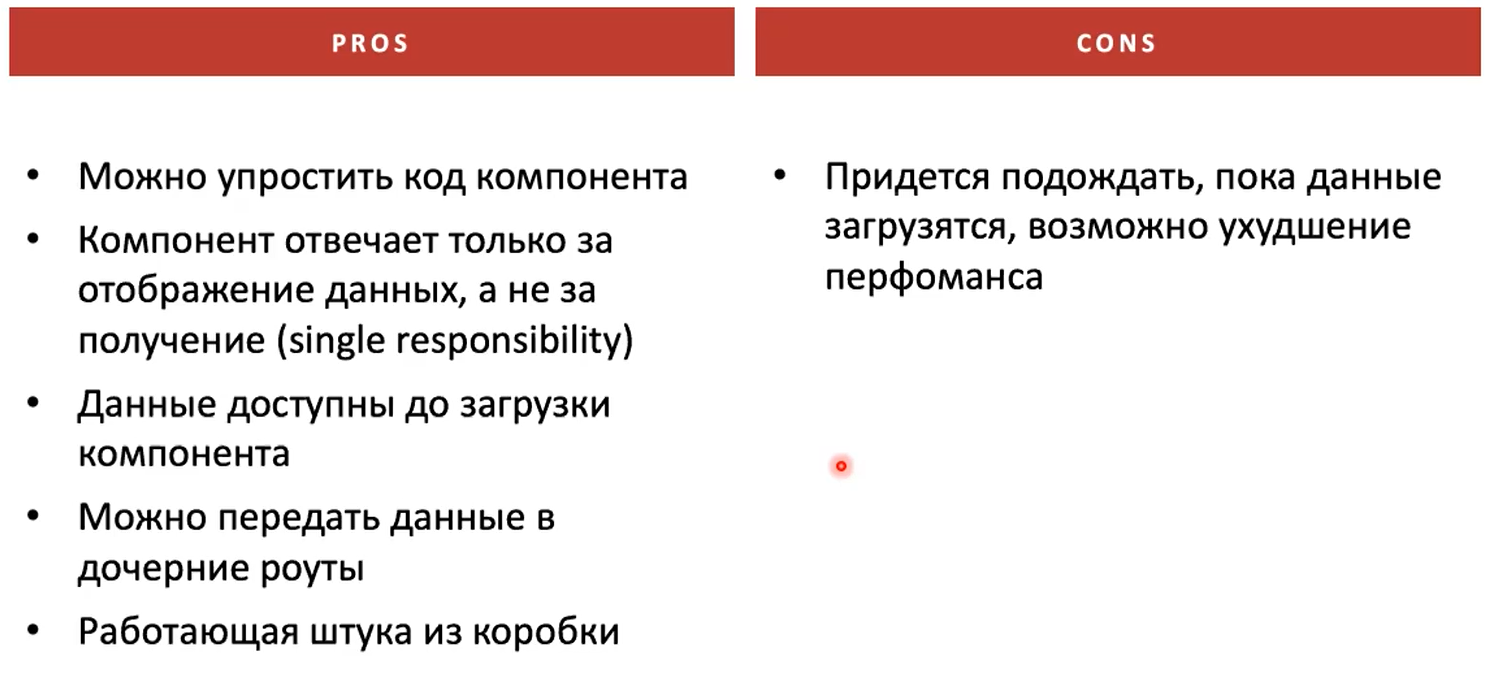 PROS
• Можно упростить код компонента
• Компонент отвечает только за
отображение данных, а не за
получение (single responsibility)
• Данные доступны до загрузки
компонента
• Можно передать данные в
дочерние роуты
• Работающая штука из коробки
CONS
• Придется подождать, пока данные
загрузятся, возможно ухудшение
перфоманса